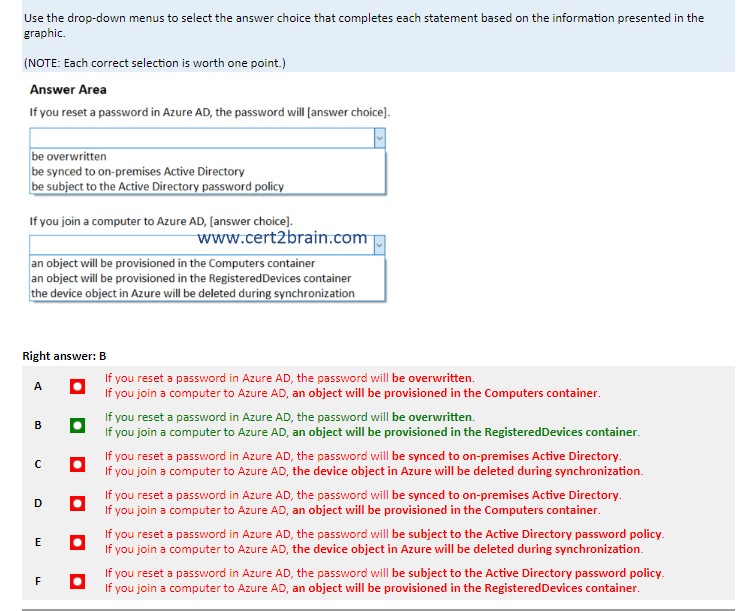 Use the drop-down menus to select the answer choice that completes each statement based on the information presented in the
graphic.
(NOTE: Each correct selection is worth one point.)
Answer Area
If you reset a password in Azure AD, the password will [answer choice].
be overwritten
be synced to on-premises Active Directory
be subject to the Active Directory password policy
If you join a computer to Azure AD, [answer choice].
www.cert2brain.com
an object will be provisioned in the Computers container
an object will be provisioned in the RegisteredDevices container
the device object in Azure will be deleted during synchronization
Right answer: B
A
If you reset a password in Azure AD, the password will be overwritten.
If you join a computer to Azure AD, an object will be provisioned in the Computers container.
B
If you reset a password in Azure AD, the password will be overwritten.
If you join a computer to Azure AD, an object will be provisioned in the RegisteredDevices container.
C
If you reset a password in Azure AD, the password will be synced to on-premises Active Directory.
If you join a computer to Azure AD, the device object in Azure will be deleted during synchronization.
D
If you reset a password in Azure AD, the password will be synced to on-premises Active Directory.
If you join a computer to Azure AD, an object will be provisioned in the Computers container.
E
If you reset a password in Azure AD, the password will be subject to the Active Directory password policy.
If you join a computer to Azure AD, the device object in Azure will be deleted during synchronization.
F
If you reset a password in Azure AD, the password will be subject to the Active Directory password policy.
If you join a computer to Azure AD, an object will be provisioned in the RegisteredDevices container.